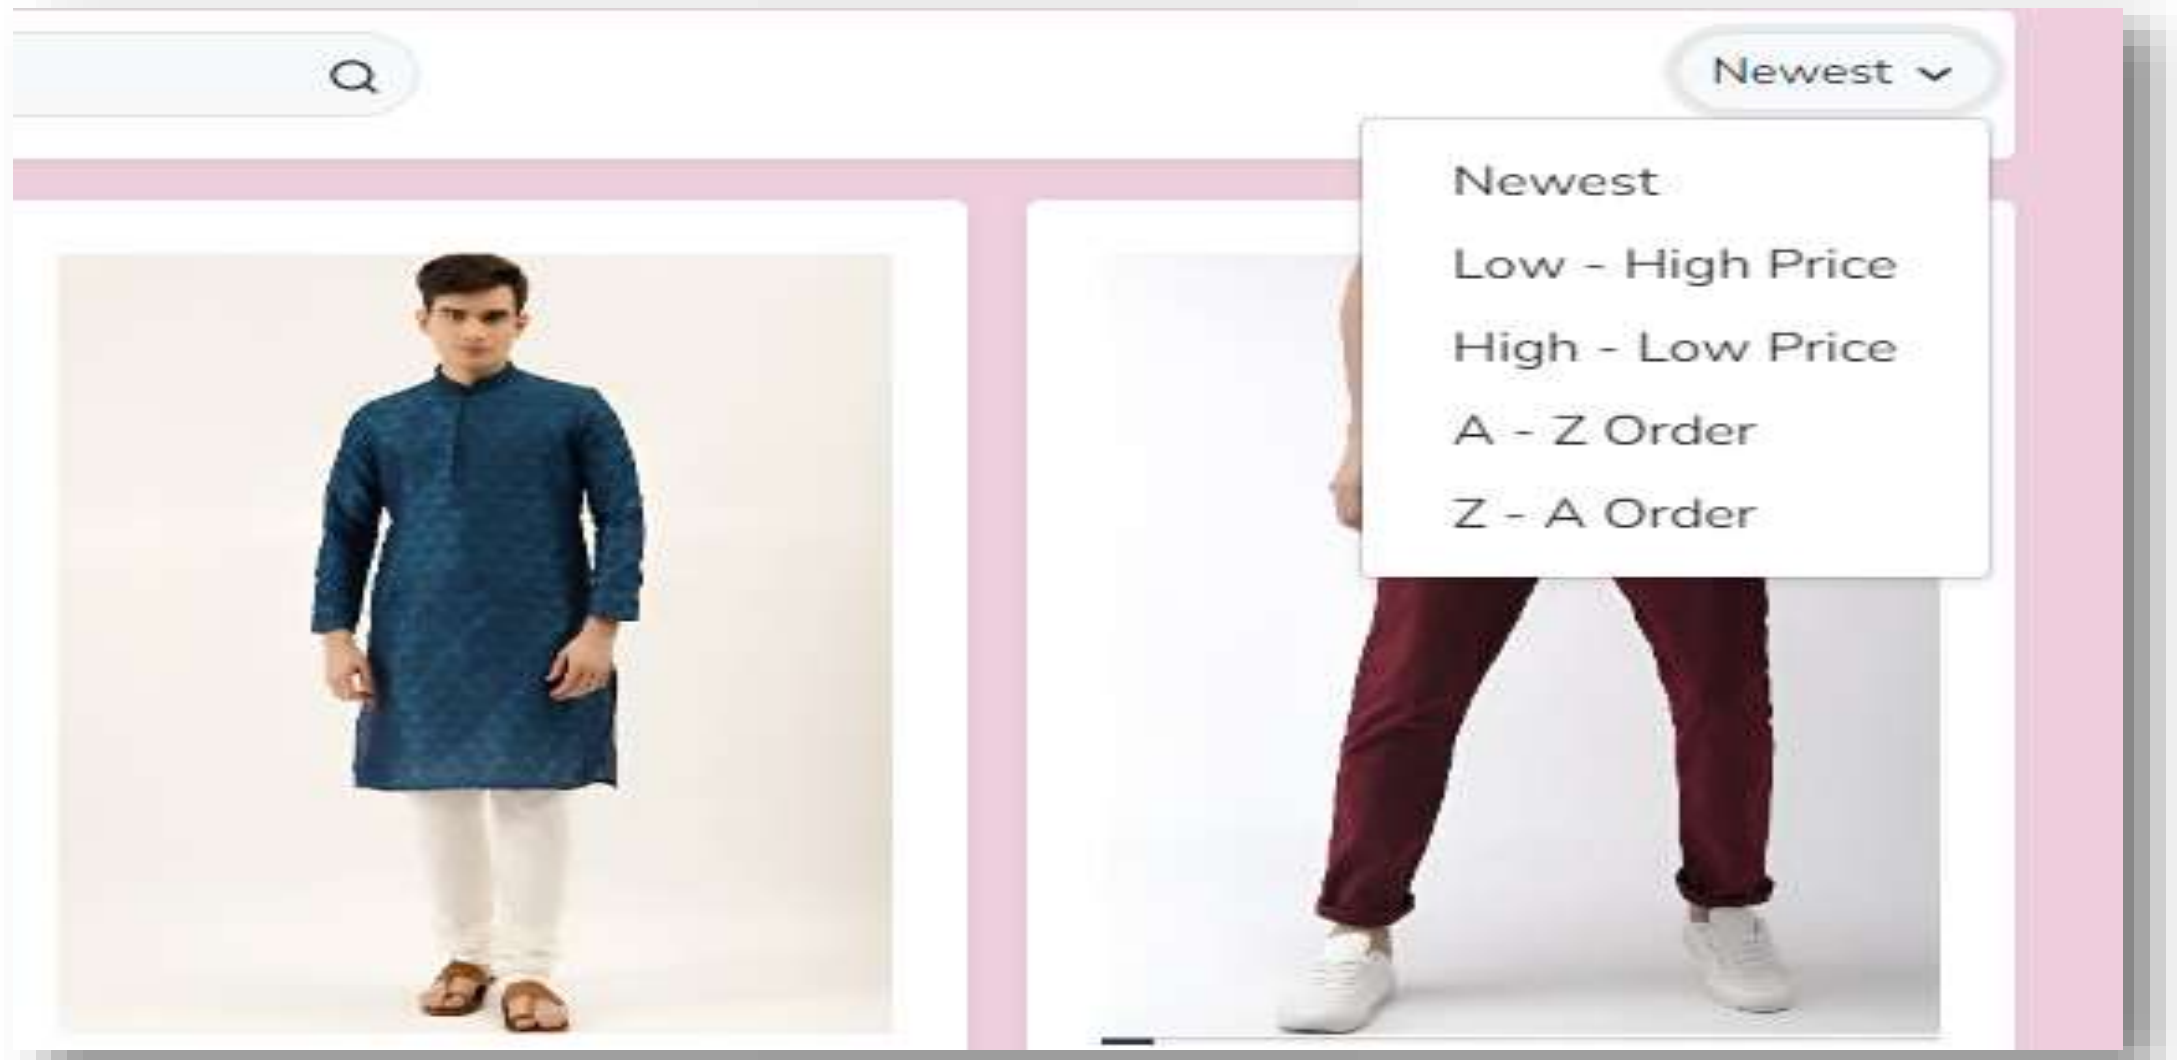 Newest
Newest
Low - High Price
High - Low Price
A - Z Order
Z - A Order